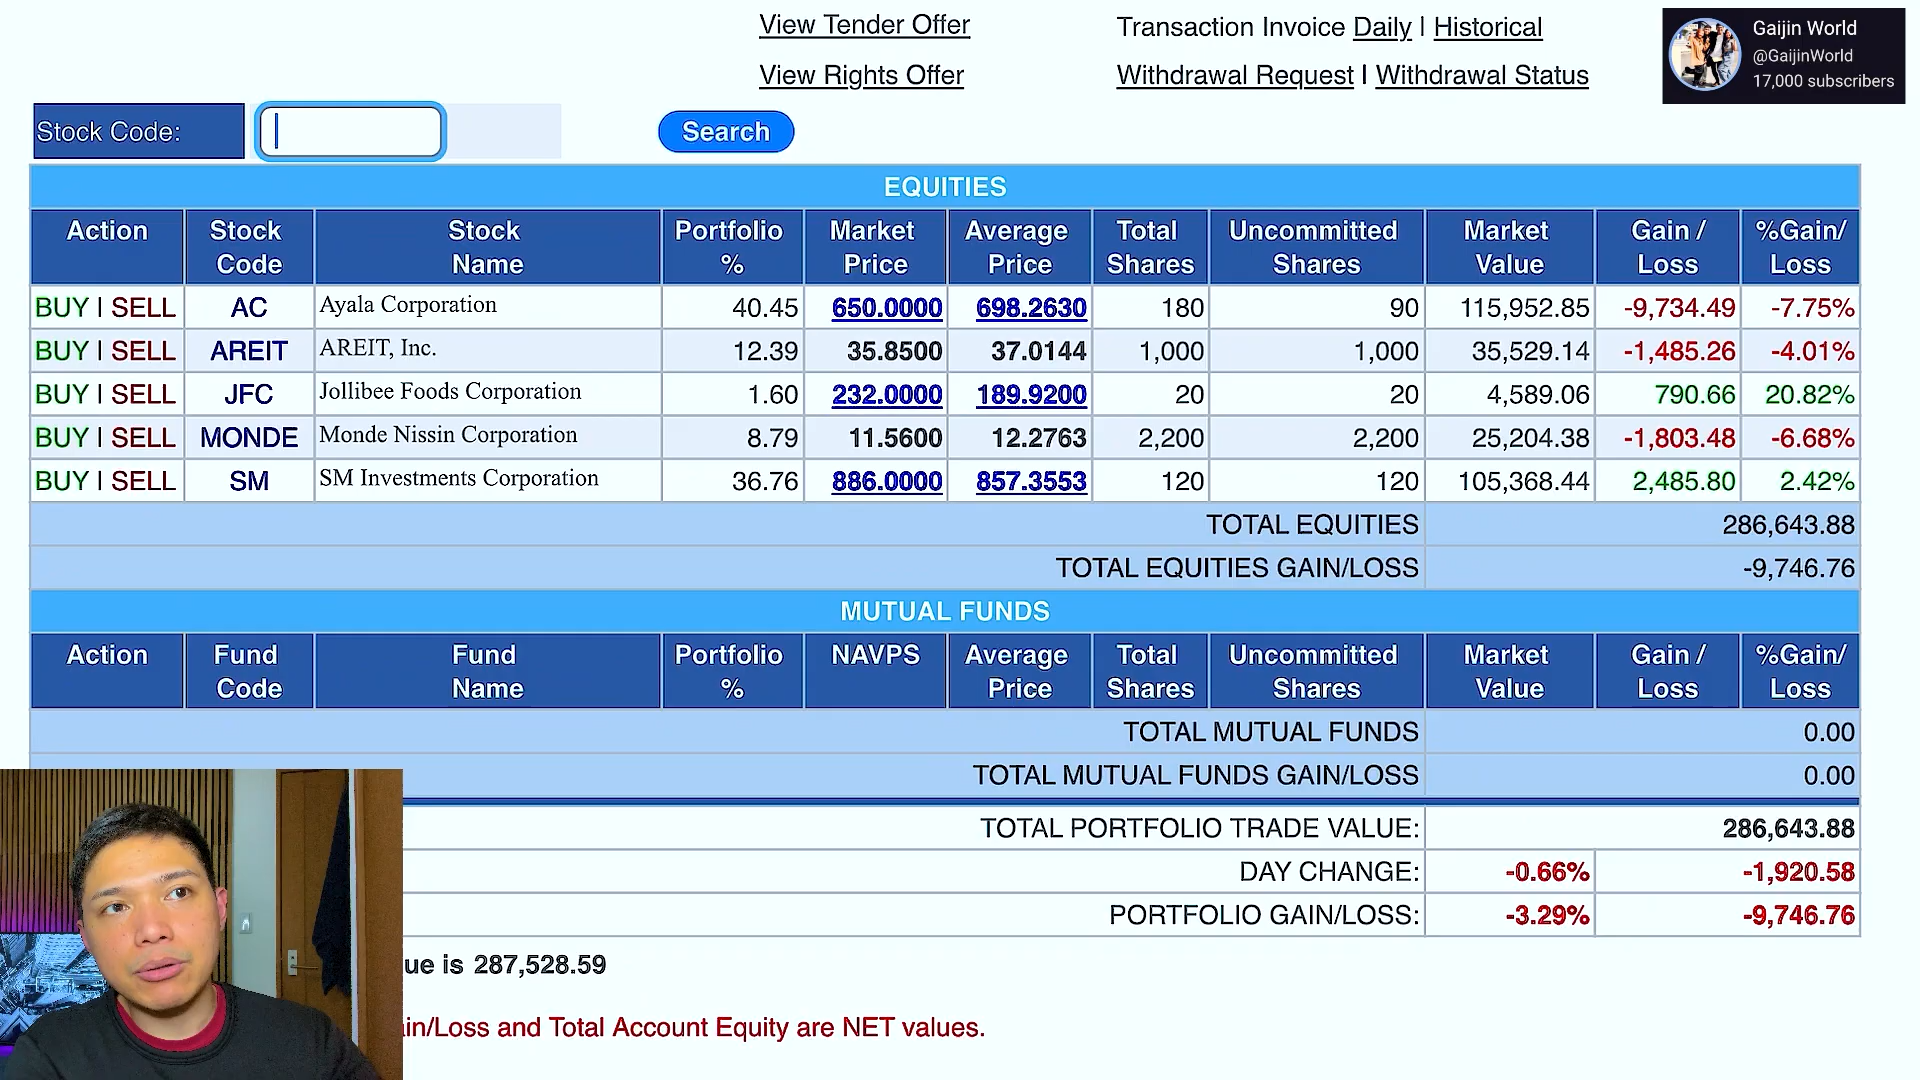 View Tender Offer
Transaction Invoice Daily | Historical
View Rights Offer
Withdrawal Request | Withdrawal Status
Gaijin World
@GaijinWorld
17,000 subscribers
Stock Code:
Search
EQUITIES
Action Stock Code Stock Name Portfolio % Market Price Average Price Total Shares Uncommitted Shares Market Value Gain / Loss %Gain/ Loss
BUY | SELL AC Ayala Corporation 40.45 650.0000 698.2630 180 90 115,952.85 -9,734.49 -7.75%
BUY | SELL AREIT AREIT, Inc. 12.39 35.8500 37.0144 1,000 1,000 35,529.14 -1,485.26 -4.01%
BUY | SELL JFC Jollibee Foods Corporation 1.60 232.0000 189.9200 20 20 4,589.06 790.66 20.82%
BUY | SELL MONDE Monde Nissin Corporation 8.79 11.5600 12.2763 2,200 2,200 25,204.38 -1,803.48 -6.68%
BUY | SELL SM SM Investments Corporation 36.76 886.0000 857.3553 120 120 105,368.44 2,485.80 2.42%
TOTAL EQUITIES 286,643.88
TOTAL EQUITIES GAIN/LOSS -9,746.76
MUTUAL FUNDS
Action Fund Code Fund Name Portfolio % NAVPS Average Price Total Shares Uncommitted Shares Market Value Gain / Loss %Gain/ Loss
TOTAL MUTUAL FUNDS 0.00
TOTAL MUTUAL FUNDS GAIN/LOSS 0.00
TOTAL PORTFOLIO TRADE VALUE: 286,643.88
DAY CHANGE: -0.66% -1,920.58
PORTFOLIO GAIN/LOSS: -3.29% -9,746.76
ue is 287,528.59
ain/Loss and Total Account Equity are NET values.